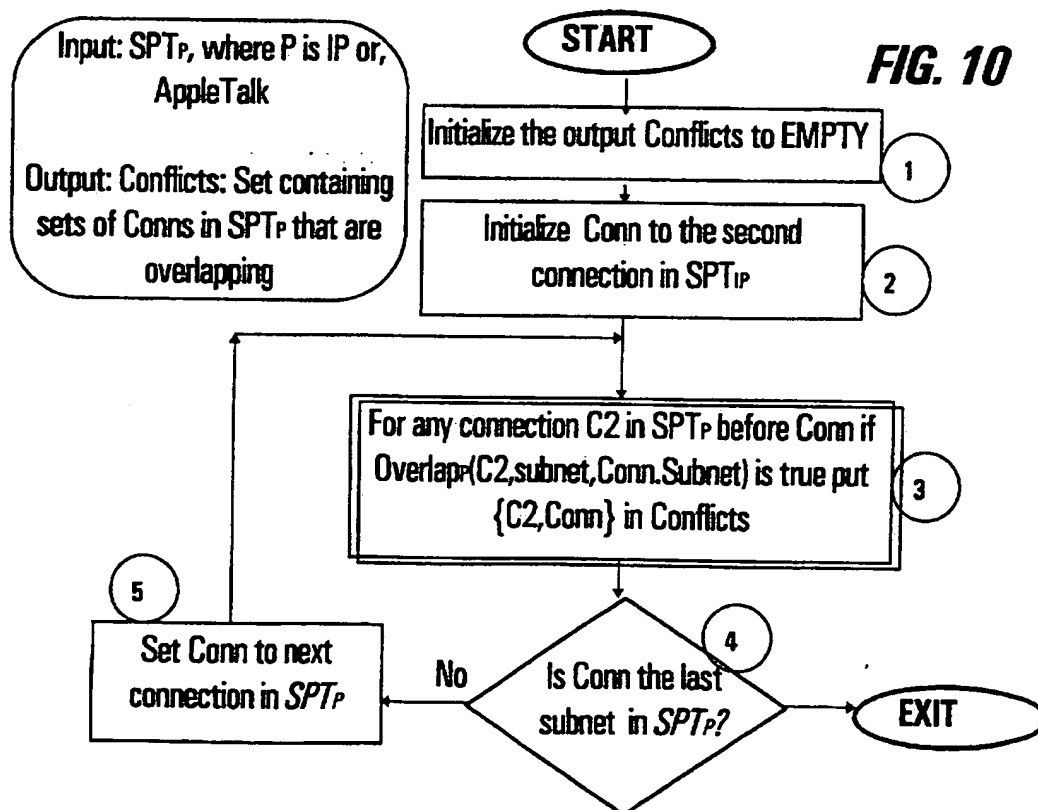 Input: SPTP, where P is IP or,
AppleTalk
Output: Conflicts: Set containing
sets of Conns in SPTP that are
overlapping
START
FIG. 10
Initialize the output Conflicts to EMPTY
1
Initialize Conn to the second
connection in SPTIP
2
For any connection C2 in SPTP before Conn if
OverlapP(C2,subnet,Conn.Subnet) is true put
{C2,Conn} in Conflicts
3
5
Set Conn to next
connection in SPTP
No
4
Is Conn the last
subnet in SPTP?
EXIT